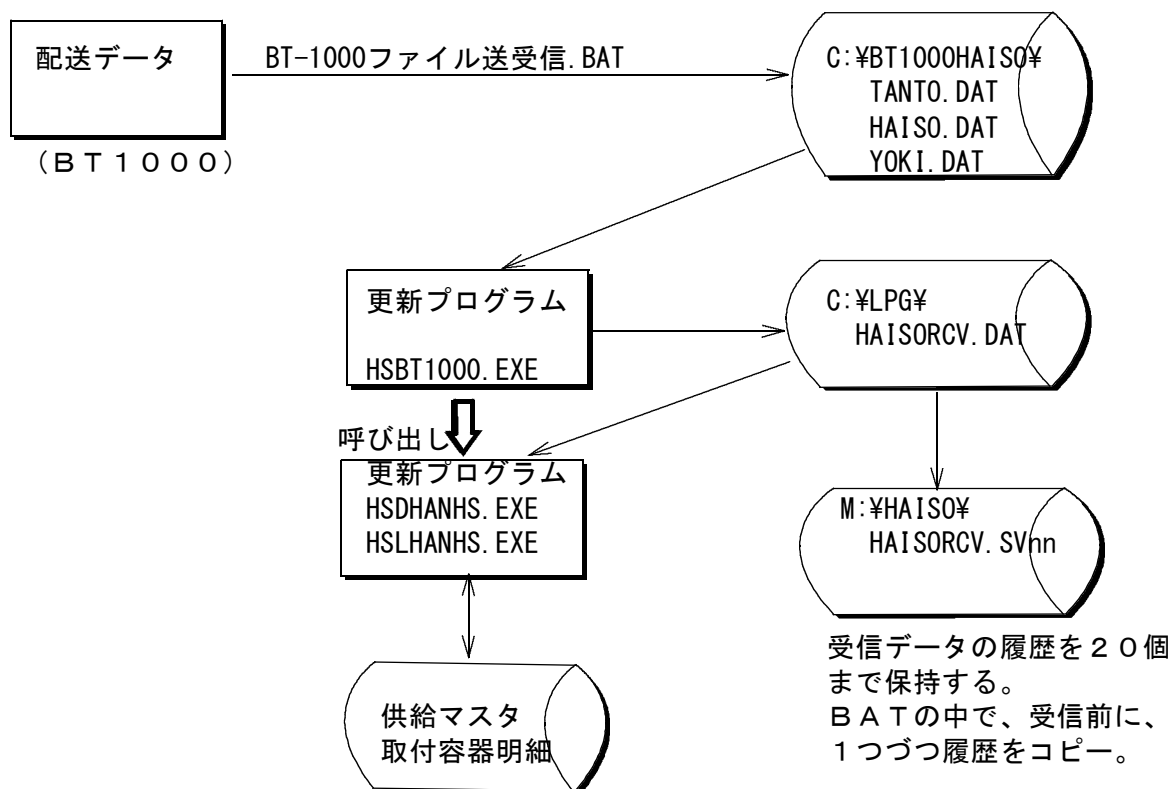 配送データ
BT-1000ファイル送受信.BAT
（ＢＴ１０００）
C:¥BT1000HAISO¥
TANTO.DAT
HAISO.DAT
YOKI.DAT
更新プログラム
HSBT1000.EXE
C:¥LPG¥
HAISORCV.DAT
呼び出し
更新プログラム
HSDHANHS.EXE
HSLHANHS.EXE
M:¥HAISO¥
HAISORCV.SVnn
受信データの履歴を２０個
まで保持する。
ＢＡＴの中で、受信前に、
１つづつ履歴をコピー。
供給マスタ
取付容器明細